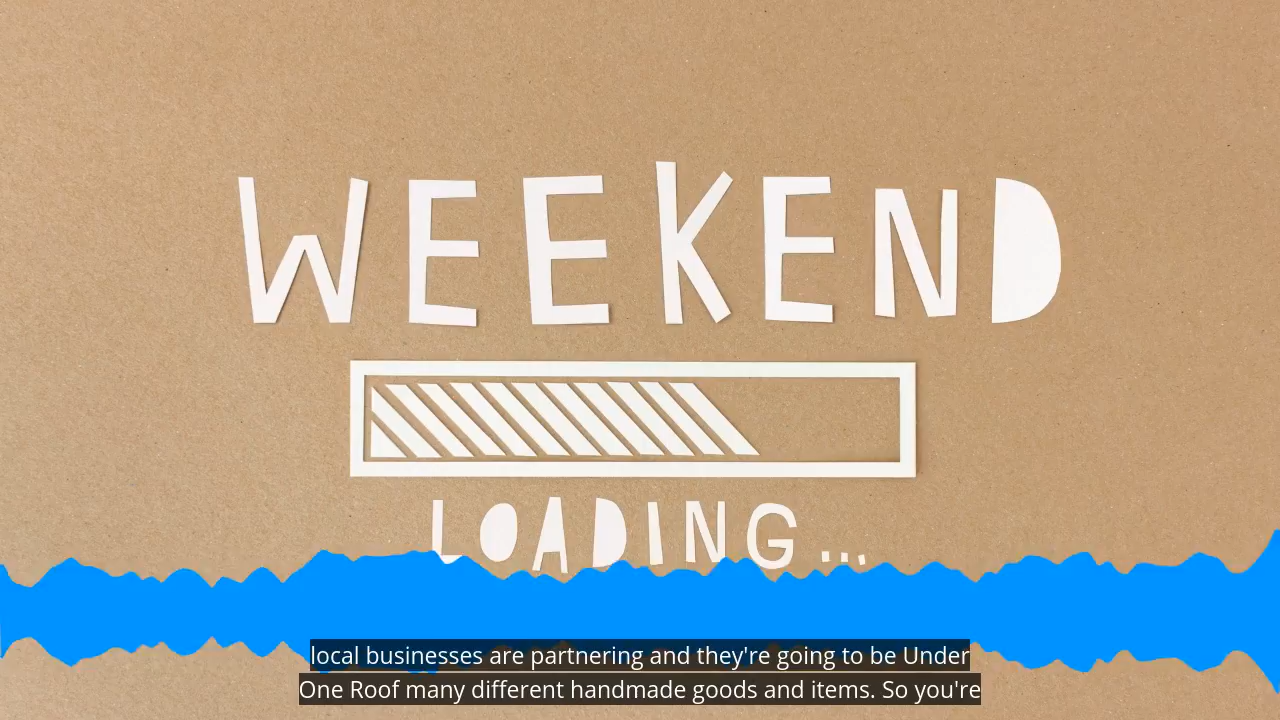 WEEKEND
LOADING...
local businesses are partnering and they're going to be Under
One Roof many different handmade goods and items. So you're